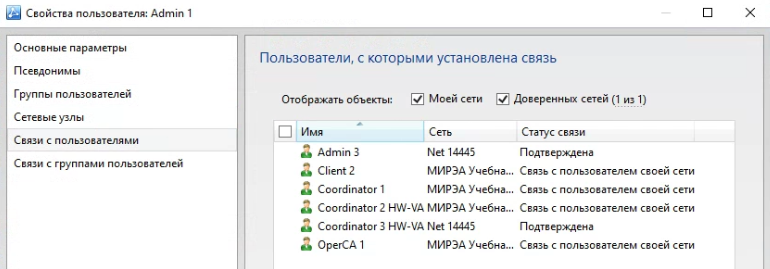 Свойства пользователя: Admin 1
Основные параметры
Псевдонимы
Группы пользователей
Сетевые узлы
Связи с пользователями
Связи с группами пользователей
Пользователи, с которыми установлена связь
Отображать объекты: Моей сети Доверенных сетей (1 из 1)
Имя Сеть Статус связи
Admin 3 Net 14445 Подтверждена
Client 2 МИРЭА Учебна... Связь с пользователем своей сети
Coordinator 1 МИРЭА Учебна... Связь с пользователем своей сети
Coordinator 2 HW-VA МИРЭА Учебна... Связь с пользователем своей сети
Coordinator 3 HW-VA Net 14445 Подтверждена
OperCA 1 МИРЭА Учебна... Связь с пользователем своей сети